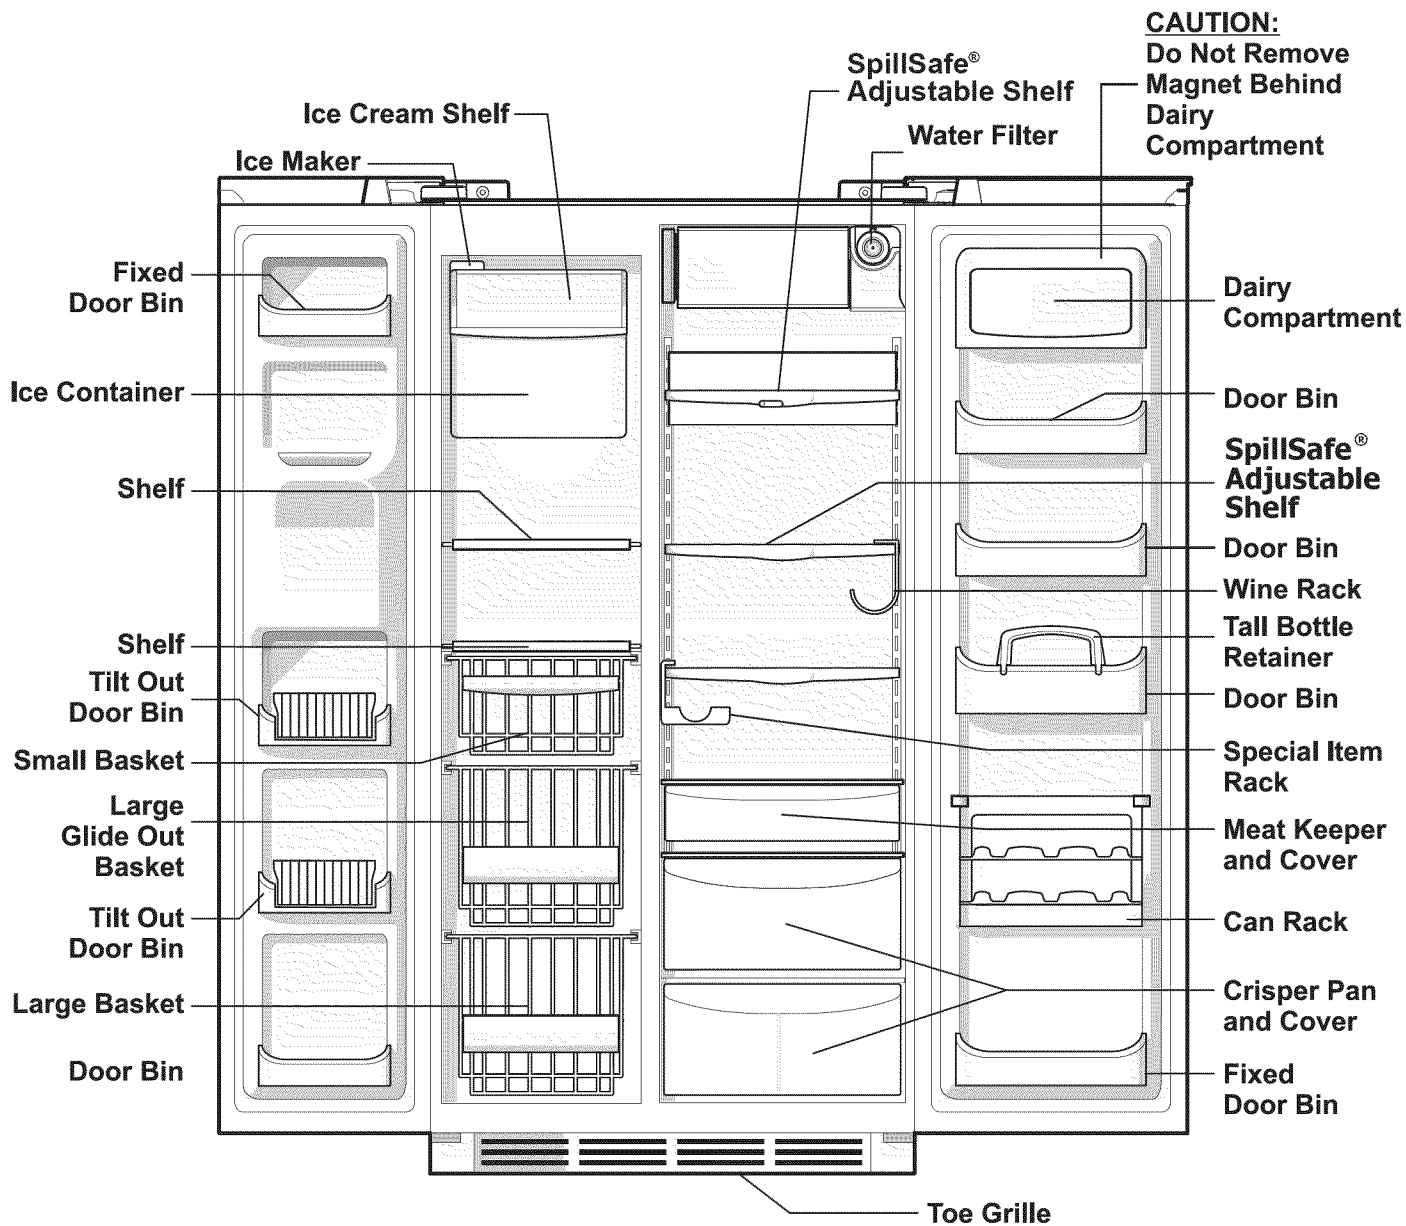 CAUTION:
Do Not Remove
Magnet Behind
Dairy
Compartment
SpillSafe®
Adjustable Shelf
Water Filter
Ice Cream Shelf
Ice Maker
Fixed
Door Bin
Ice Container
Shelf
Shelf
Tilt Out
Door Bin
Small Basket
Large
Glide Out
Basket
Tilt Out
Door Bin
Large Basket
Door Bin
Dairy
Compartment
Door Bin
SpillSafe®
Adjustable
Shelf
Door Bin
Wine Rack
Tall Bottle
Retainer
Door Bin
Special Item
Rack
Meat Keeper
and Cover
Can Rack
Crisper Pan
and Cover
Fixed
Door Bin
Toe Grille